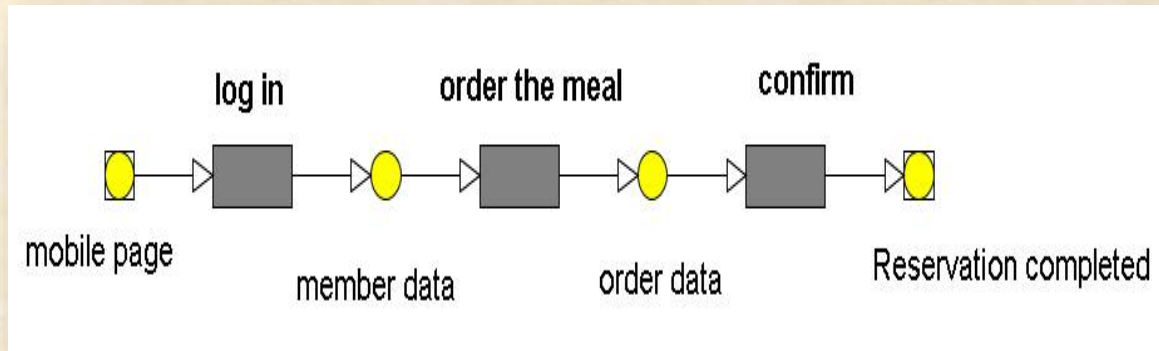 log in
order the meal
confirm
mobile page
member data
order data
Reservation completed